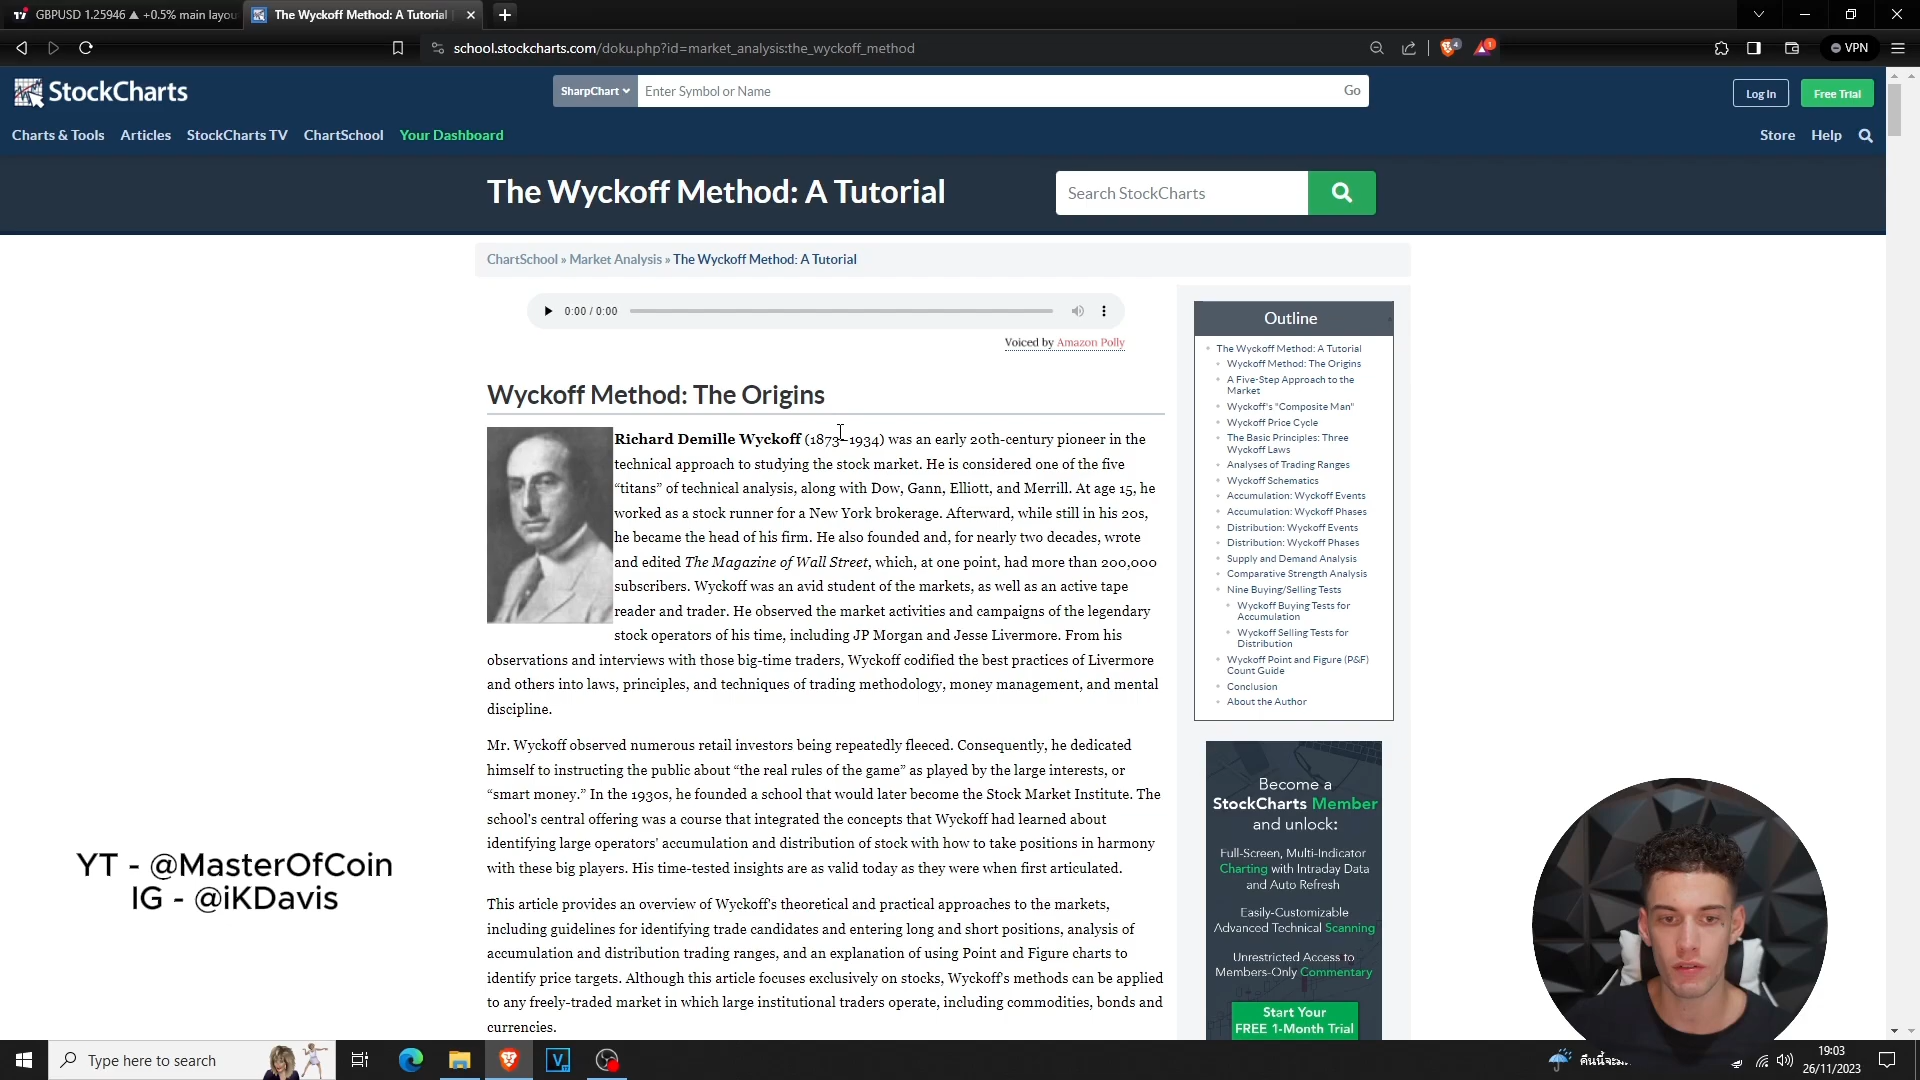 GBPUSD 1.25946 ▲ +0.5% main layou
The Wyckoff Method: A Tutorial
school.stockcharts.com/doku.php?id=market_analysis:the_wyckoff_method
4
1
VPN
StockCharts
SharpChart
Enter Symbol or Name
Go
Log In
Free Trial
Charts & Tools
Articles
StockCharts TV
ChartSchool
Your Dashboard
Store
Help
The Wyckoff Method: A Tutorial
Search StockCharts
ChartSchool » Market Analysis » The Wyckoff Method: A Tutorial
0:00 / 0:00
Voiced by Amazon Polly
Wyckoff Method: The Origins
Richard Demille Wyckoff (1873–1934) was an early 20th-century pioneer in the
technical approach to studying the stock market. He is considered one of the five
“titans” of technical analysis, along with Dow, Gann, Elliott, and Merrill. At age 15, he
worked as a stock runner for a New York brokerage. Afterward, while still in his 20s,
he became the head of his firm. He also founded and, for nearly two decades, wrote
and edited The Magazine of Wall Street, which, at one point, had more than 200,000
subscribers. Wyckoff was an avid student of the markets, as well as an active tape
reader and trader. He observed the market activities and campaigns of the legendary
stock operators of his time, including JP Morgan and Jesse Livermore. From his
observations and interviews with those big-time traders, Wyckoff codified the best practices of Livermore
and others into laws, principles, and techniques of trading methodology, money management, and mental
discipline.
Mr. Wyckoff observed numerous retail investors being repeatedly fleeced. Consequently, he dedicated
himself to instructing the public about “the real rules of the game” as played by the large interests, or
“smart money.” In the 1930s, he founded a school that would later become the Stock Market Institute. The
school's central offering was a course that integrated the concepts that Wyckoff had learned about
identifying large operators' accumulation and distribution of stock with how to take positions in harmony
with these big players. His time-tested insights are as valid today as they were when first articulated.
This article provides an overview of Wyckoff's theoretical and practical approaches to the markets,
including guidelines for identifying trade candidates and entering long and short positions, analysis of
accumulation and distribution trading ranges, and an explanation of using Point and Figure charts to
identify price targets. Although this article focuses exclusively on stocks, Wyckoff's methods can be applied
to any freely-traded market in which large institutional traders operate, including commodities, bonds and
currencies.
Outline
The Wyckoff Method: A Tutorial
Wyckoff Method: The Origins
A Five-Step Approach to the
Market
Wyckoff's "Composite Man"
Wyckoff Price Cycle
The Basic Principles: Three
Wyckoff Laws
Analyses of Trading Ranges
Wyckoff Schematics
Accumulation: Wyckoff Events
Accumulation: Wyckoff Phases
Distribution: Wyckoff Events
Distribution: Wyckoff Phases
Supply and Demand Analysis
Comparative Strength Analysis
Nine Buying/Selling Tests
Wyckoff Buying Tests for
Accumulation
Wyckoff Selling Tests for
Distribution
Wyckoff Point and Figure (P&F)
Count Guide
Conclusion
About the Author
Become a
StockCharts Member
and unlock:
Full-Screen, Multi-Indicator
Charting with Intraday Data
and Auto Refresh
Easily-Customizable
Advanced Technical Scanning
Unrestricted Access to
Members-Only Commentary
Start Your
FREE 1-Month Trial
YT - @MasterOfCoin
IG - @iKDavis
Type here to search
V
คืนนี้จะม..
19:03
26/11/2023